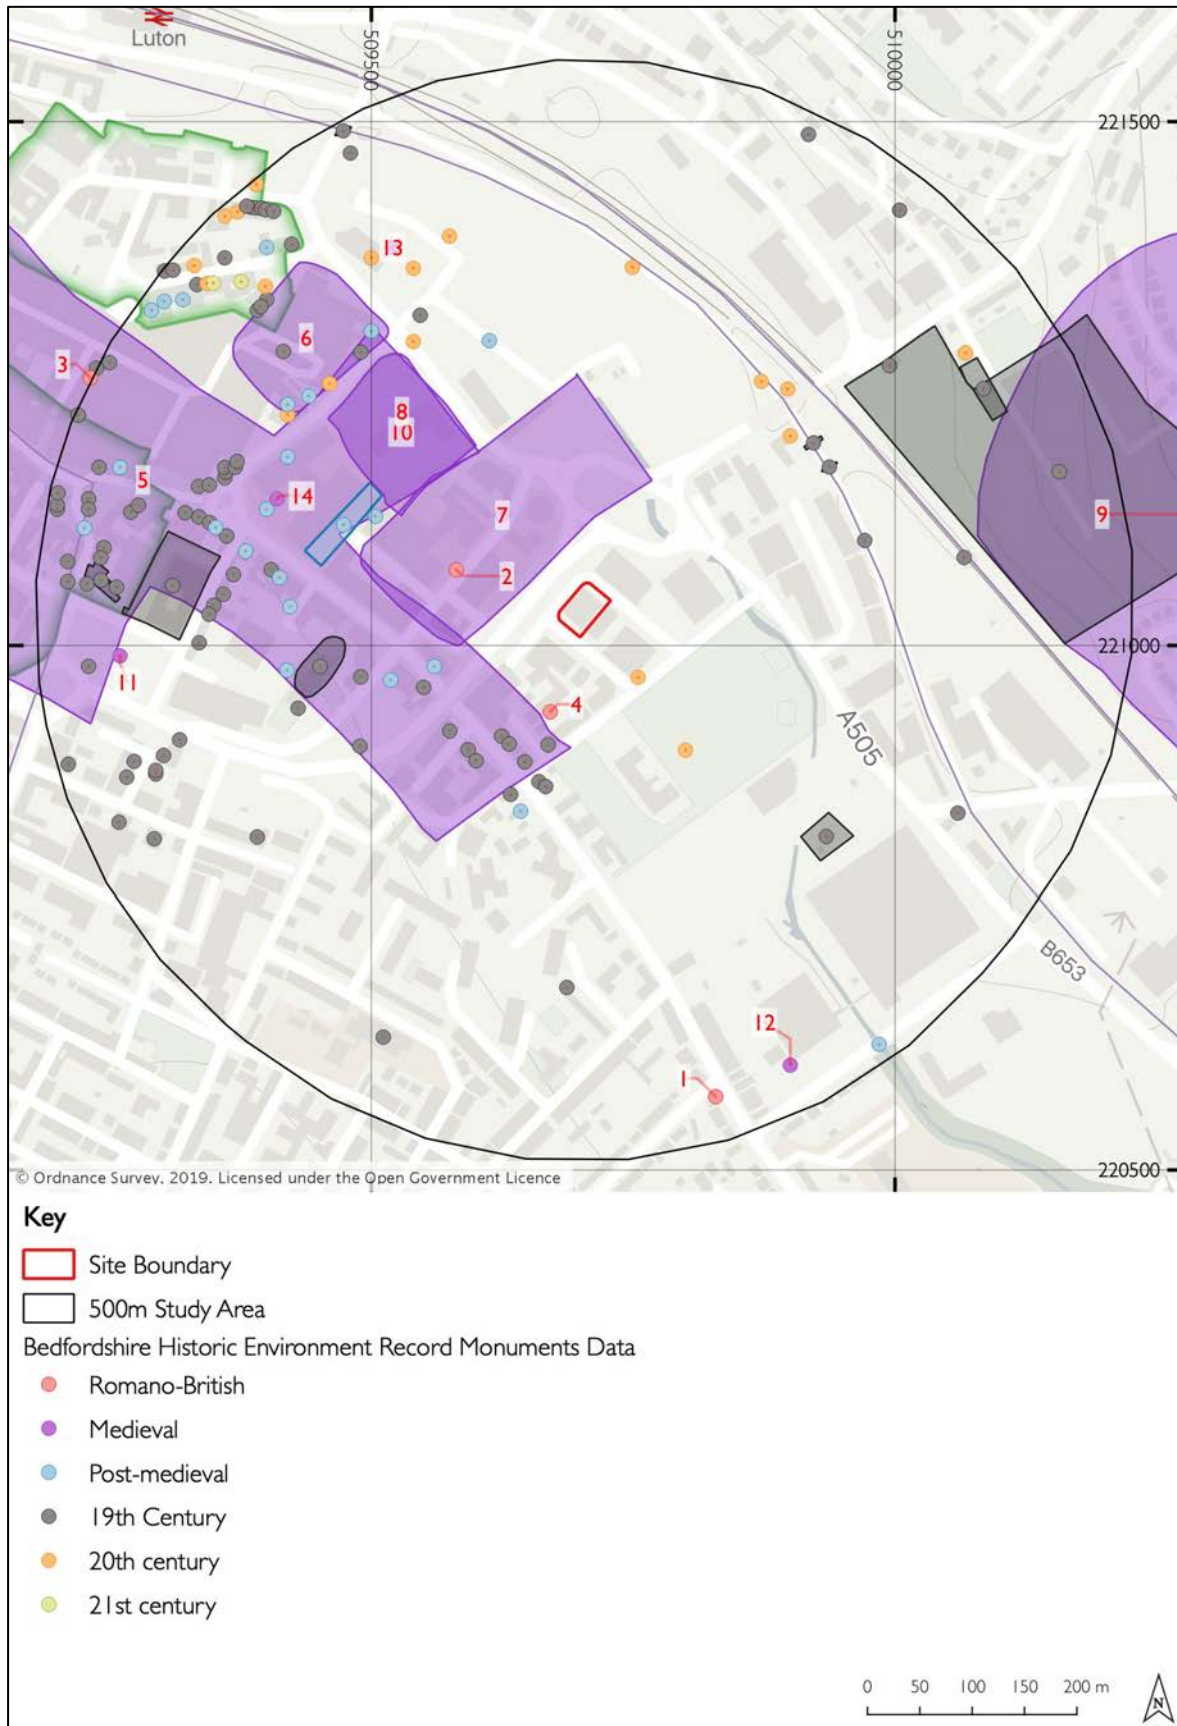 Luton
509500
510000
221500
13
6
3
8
10
5
14
7
9
2
221000
11
4
A505
12
B653
1
© Ordnance Survey, 2019. Licensed under the Open Government Licence
220500
Key
Site Boundary
500m Study Area
Bedfordshire Historic Environment Record Monuments Data
Romano-British
Medieval
Post-medieval
19th Century
20th century
21st century
0 50 100 150 200 m
N